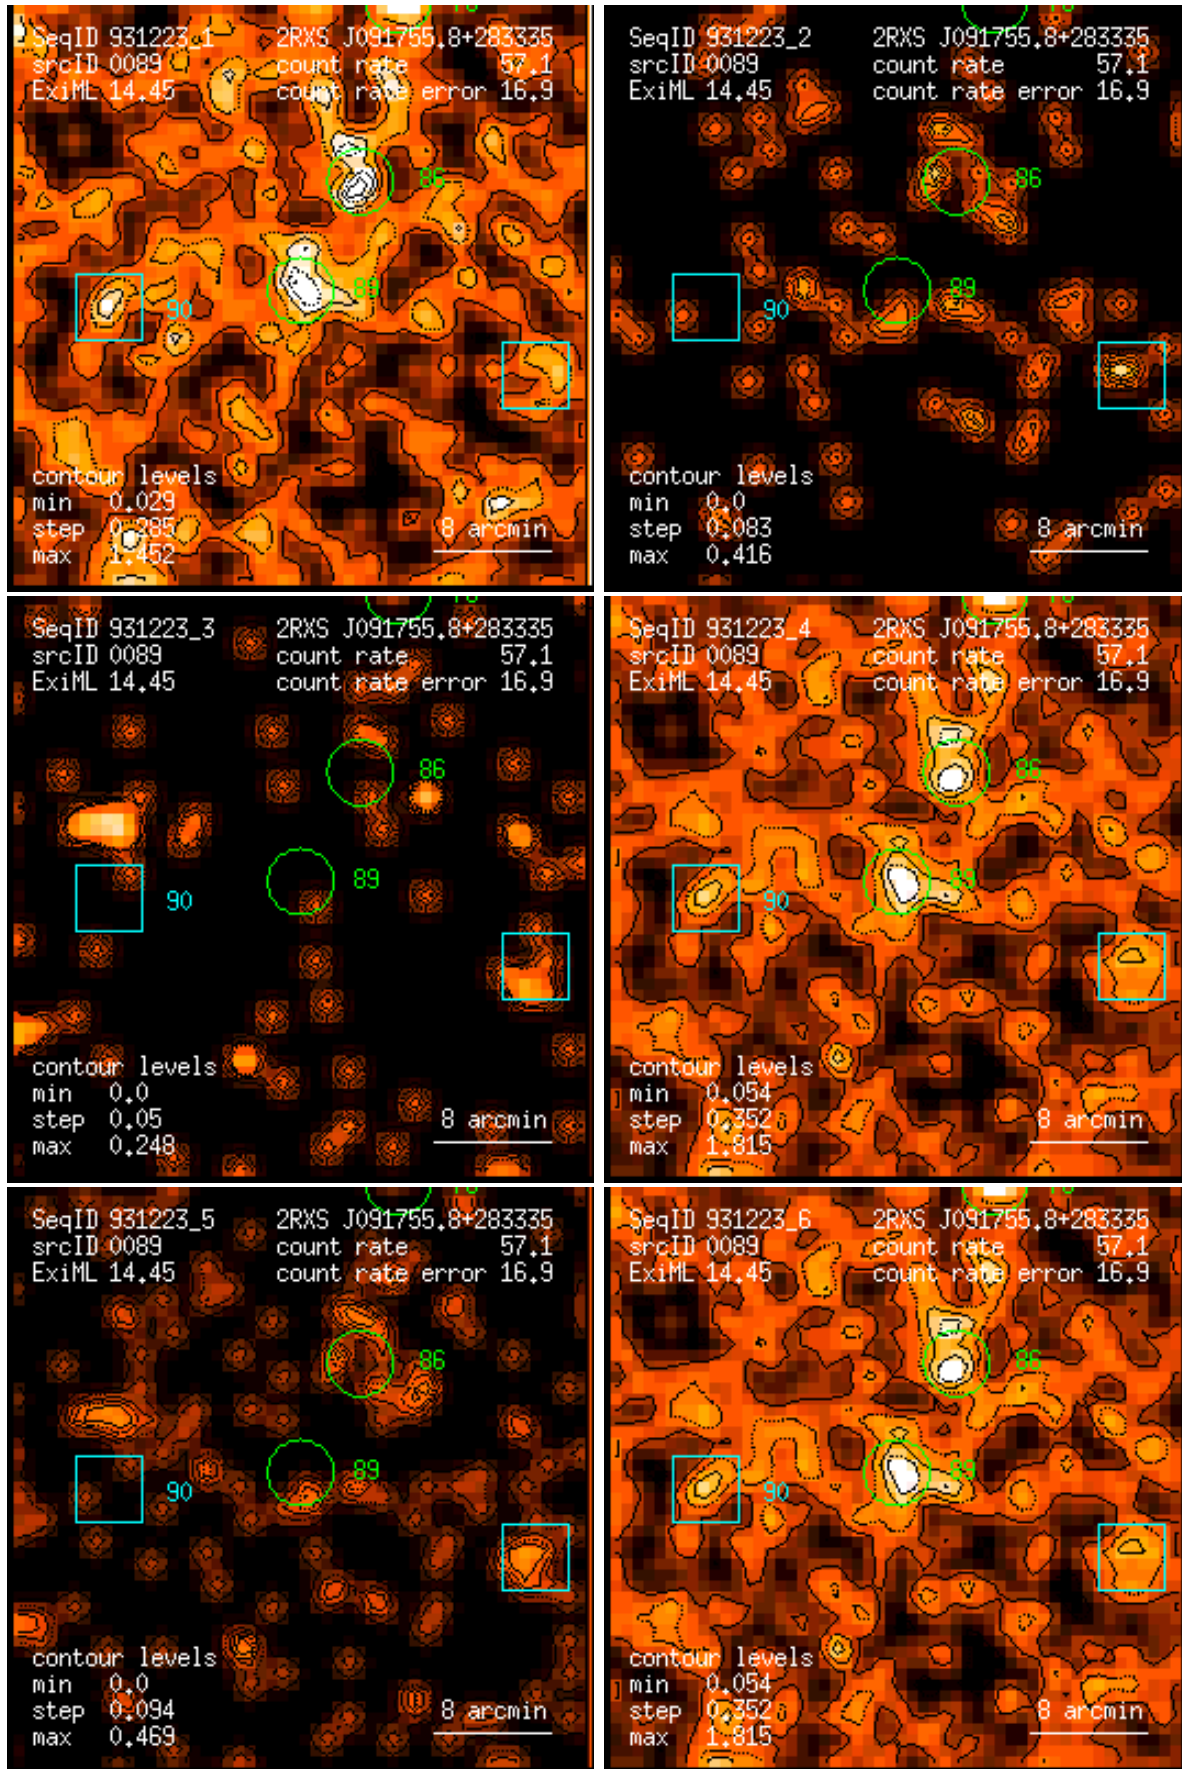 SeqID 931223_1 2RXS J091755.8+283335
srcID 0089 count rate 57.1
ExiML 14.45 count rate error 16.9
86
89
90
contour levels
min 0.029
step 0.285 8 arcmin
max 1.452
SeqID 931223_2 2RXS J091755.8+283335
srcID 0089 count rate 57.1
ExiML 14.45 count rate error 16.9
86
89
90
contour levels
min 0.0
step 0.083 8 arcmin
max 0.416
SeqID 931223_3 2RXS J091755.8+283335
srcID 0089 count rate 57.1
ExiML 14.45 count rate error 16.9
86
89
90
contour levels
min 0.0
step 0.05 8 arcmin
max 0.248
SeqID 931223_4 2RXS J091755.8+283335
srcID 0089 count rate 57.1
ExiML 14.45 count rate error 16.9
86
89
90
contour levels
min 0.054
step 0.352 8 arcmin
max 1.815
SeqID 931223_5 2RXS J091755.8+283335
srcID 0089 count rate 57.1
ExiML 14.45 count rate error 16.9
86
89
90
contour levels
min 0.0
step 0.094 8 arcmin
max 0.469
SeqID 931223_6 2RXS J091755.8+283335
srcID 0089 count rate 57.1
ExiML 14.45 count rate error 16.9
86
89
90
contour levels
min 0.054
step 0.352 8 arcmin
max 1.815